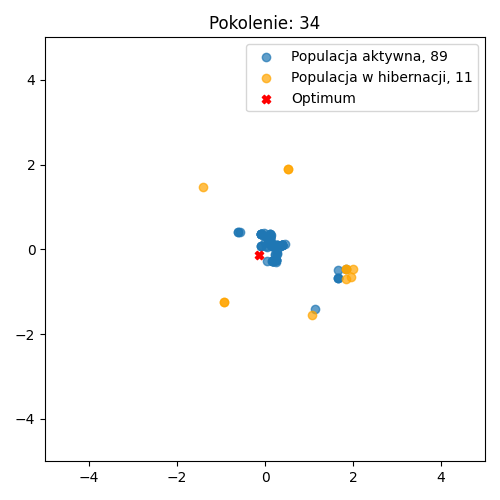 Pokolenie: 34
Populacja aktywna, 89
Populacja w hibernacji, 11
Optimum
4
2
0
−2
−4
−4
−2
0
2
4